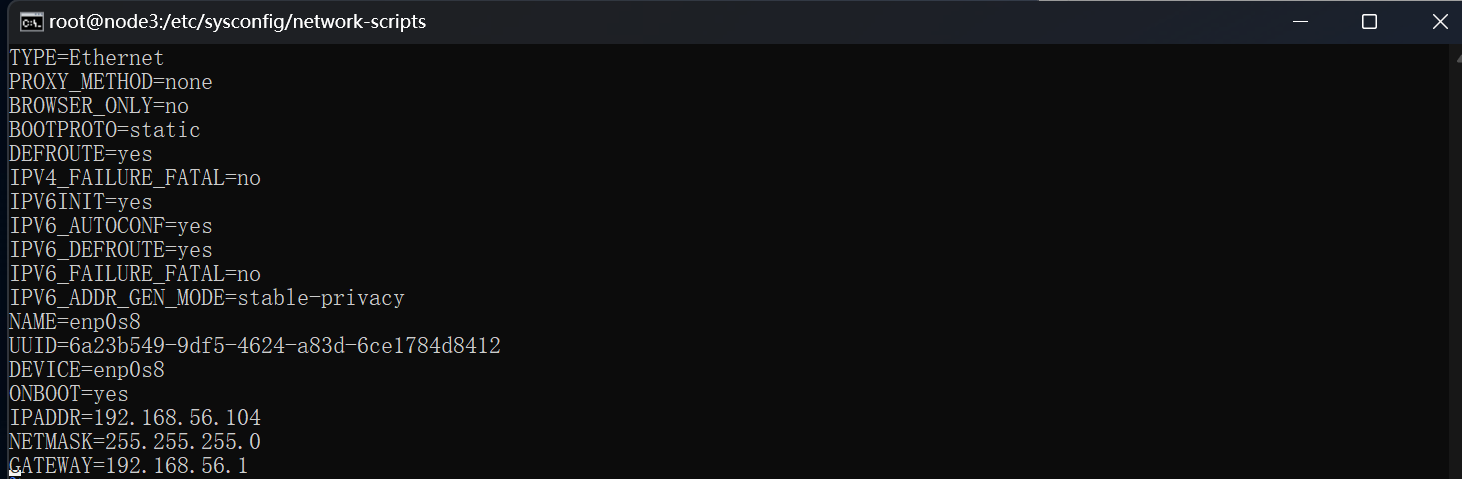 root@node3:/etc/sysconfig/network-scripts
TYPE=Ethernet
PROXY_METHOD=none
BROWSER_ONLY=no
BOOTPROTO=static
DEFROUTE=yes
IPV4_FAILURE_FATAL=no
IPV6INIT=yes
IPV6_AUTOCONF=yes
IPV6_DEFROUTE=yes
IPV6_FAILURE_FATAL=no
IPV6_ADDR_GEN_MODE=stable-privacy
NAME=enp0s8
UUID=6a23b549-9df5-4624-a83d-6ce1784d8412
DEVICE=enp0s8
ONBOOT=yes
IPADDR=192.168.56.104
NETMASK=255.255.255.0
GATEWAY=192.168.56.1